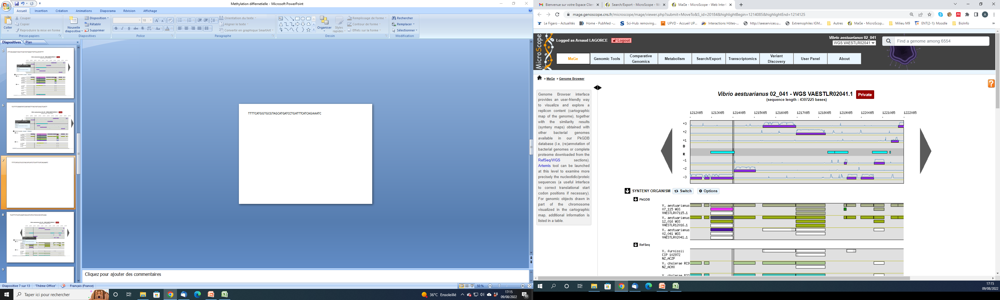 Methylation differnetielle - Microsoft PowerPoint
Accueil Insertion Création Animations Diaporama Révision Affichage
Coller
Couper
Copier
Reproduire la mise en forme
Presse-papiers
Nouvelle diapositive
Disposition
Rétablir
Supprimer
Diapositives
18
Police
Orientation du texte
Aligner le texte
Convertir en graphique SmartArt
Paragraphe
Organiser
Styles rapides
Remplissage de forme
Contour de forme
Effets sur la forme
Dessin
Rechercher
Remplacer
Sélectionner
Modification
Diapositives Plan
5
6
7
TTTTCATGGTGCGTAGCATGATCCTGATTTCATCAGAAATC
8
9
TTTTCATGGTGCGTAGCATGATCCTGATTTCATCAGAAATC
Cliquez pour ajouter des commentaires
Diapositive 7 sur 13 "Thème Office" Français (France) 50 %
Taper ici pour rechercher
36°C Ensoleillé
17:15
09/08/2022
10
Bienvenue sur votre Espace Clien
Search/Export - MicroScope - We
MaGe - MicroScope - Web Interf
mage.genoscope.cns.fr/microscope/mage/viewer.php?submit=MoveTo&S_id=20184&highlightBegin=1214085&highlightEnd=1214125
A
Le Figaro - Actualités
Home - PubMed -...
Sci-Hub: removing...
UPVD - Accueil UP...
Interactions Hôtes-...
http://seeservices.u...
Extremophiles IGM...
Autres
MaGe - MicroScop...
Milieu M9
ENT(2-1): Moodle
BioInfo
MicroScope
Logged as Arnaud LAGORCE Logout
Vibrio aestuarianus 02_041
WGS VAESTLR02041
Find a genome among 6554
MaGe
Genomic Tools
Comparative Genomics
Metabolism
Search/Export
Transcriptomics
Variant Discovery
User Panel
About
» MaGe » Genome Browser
?
Genome Browser interface
provides an user-friendly way
to visualize and explore a
replicon content (cartographic
map of the genome), together
with the similarity results
(synteny maps) obtained with
other bacterial genomes
available in our PkGDB
database (i.e, (re)annotation of
bacterial genomes or complete
proteome downloaded from the
RefSeq/WGS sections).
Artemis tool can be launched
at this level to examine more
precisely the nucleotidic/proteic
sequences (a useful interface
to correct translational start
codon positions if necessary).
For genomic objects drawn in
part of the chromosome
visualized in the cartographic
map, additional information is
listed in a table.
Vibrio aestuarianus 02_041 - WGS VAESTLR02041.1 Private
(sequence length : 4307225 bases)
1212085 1213085 1214085 1215085 1216085 1217085 1218085 1219085 1220085 1221085 1222085
+3
+2
+1
D
R
-1
-2
-3
SYNTENY ORGANISM Switch Options
PkGDB
V. aestuarianus
07_115 WGS
VAESTLR07115.1
V. aestuarianus
12_016 WGS
VAESTLR12016.1
V. aestuarianus
02_041 WGS
VAESTLR02041.1
RefSeq
V. furnissii
CIP 102972
NZ_ACZP
V. cholerae RC9
NZ_ACHX
V. cholerae B33
17:15
09/08/2022